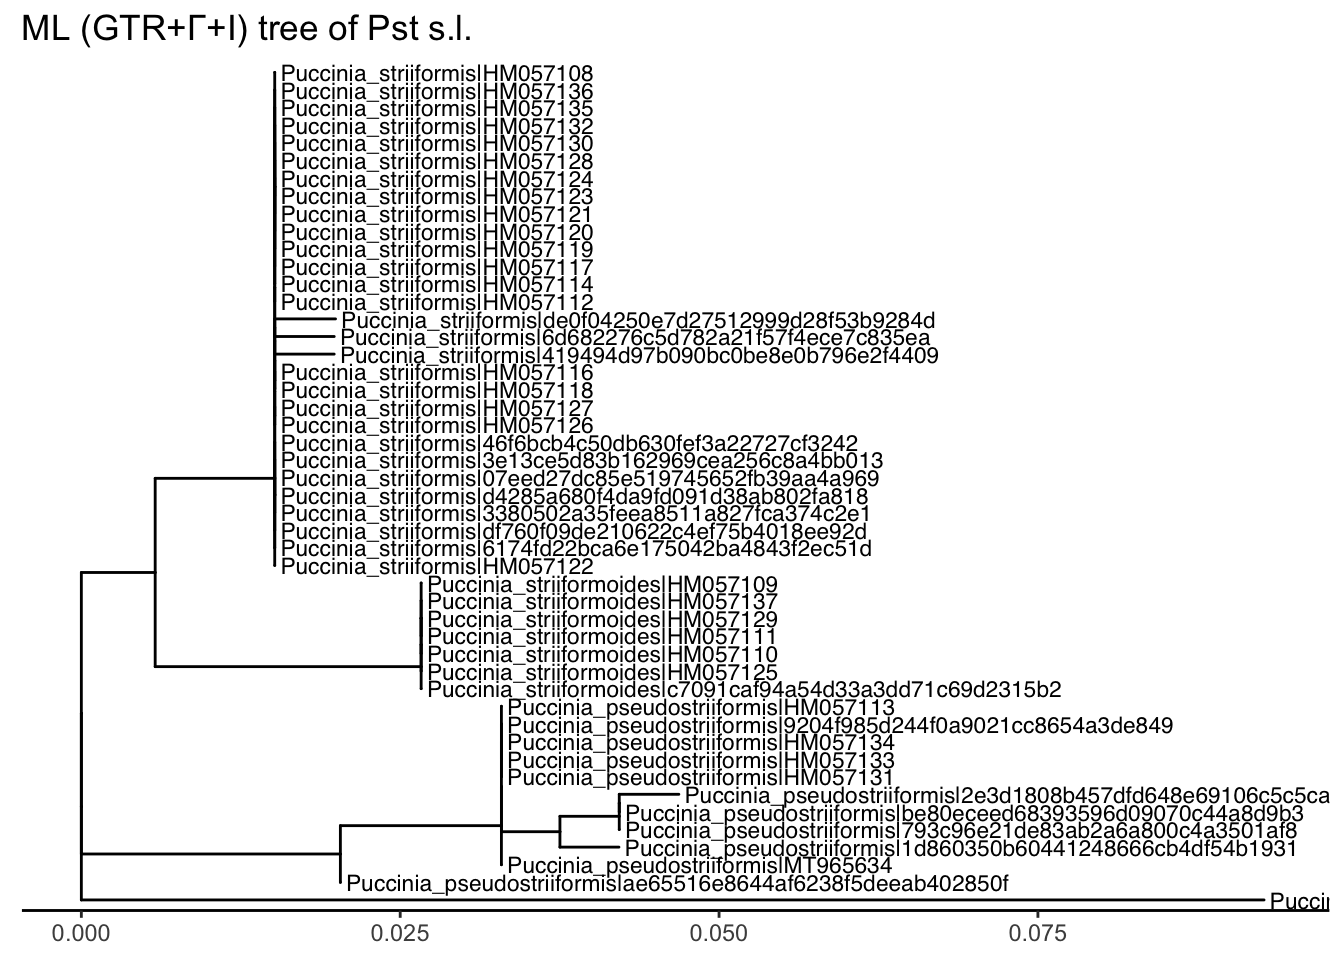 ML (GTR+Γ+I) tree of Pst s.l.
Puccinia_striiformis|HM057108
Puccinia_striiformis|HM057136
Puccinia_striiformis|HM057135
Puccinia_striiformis|HM057132
Puccinia_striiformis|HM057130
Puccinia_striiformis|HM057128
Puccinia_striiformis|HM057124
Puccinia_striiformis|HM057123
Puccinia_striiformis|HM057121
Puccinia_striiformis|HM057120
Puccinia_striiformis|HM057119
Puccinia_striiformis|HM057117
Puccinia_striiformis|HM057114
Puccinia_striiformis|HM057112
Puccinia_striiformis|de0f04250e7d27512999d28f53b9284d
Puccinia_striiformis|6d682276c5d782a21f57f4ece7c835ea
Puccinia_striiformis|419494d97b090bc0be8e0b796e2f4409
Puccinia_striiformis|HM057116
Puccinia_striiformis|HM057118
Puccinia_striiformis|HM057127
Puccinia_striiformis|HM057126
Puccinia_striiformis|46f6bcb4c50db630fef3a22727cf3242
Puccinia_striiformis|3e13ce5d83b162969cea256c8a4bb013
Puccinia_striiformis|07eed27dc85e519745652fb39aa4a969
Puccinia_striiformis|d4285a680f4da9fd091d38ab802fa818
Puccinia_striiformis|3380502a35feea8511a827fca374c2e1
Puccinia_striiformis|df760f09de210622c4ef75b4018ee92d
Puccinia_striiformis|6174fd22bca6e175042ba4843f2ec51d
Puccinia_striiformis|HM057122
Puccinia_striiformoides|HM057109
Puccinia_striiformoides|HM057137
Puccinia_striiformoides|HM057129
Puccinia_striiformoides|HM057111
Puccinia_striiformoides|HM057110
Puccinia_striiformoides|HM057125
Puccinia_striiformoides|c7091caf94a54d33a3dd71c69d2315b2
Puccinia_pseudostriiformis|HM057113
Puccinia_pseudostriiformis|9204f985d244f0a9021cc8654a3de849
Puccinia_pseudostriiformis|HM057134
Puccinia_pseudostriiformis|HM057133
Puccinia_pseudostriiformis|HM057131
Puccinia_pseudostriiformis|2e3d1808b457dfd648e69106c5c5ca
Puccinia_pseudostriiformis|be80eceed68393596d09070c44a8d9b3
Puccinia_pseudostriiformis|793c96e21de83ab2a6a800c4a3501af8
Puccinia_pseudostriiformis|1d860350b60441248666cb4df54b1931
Puccinia_pseudostriiformis|MT965634
Puccinia_pseudostriiformis|ae65516e8644af6238f5deeab402850f
0.000 0.025 0.050 0.075